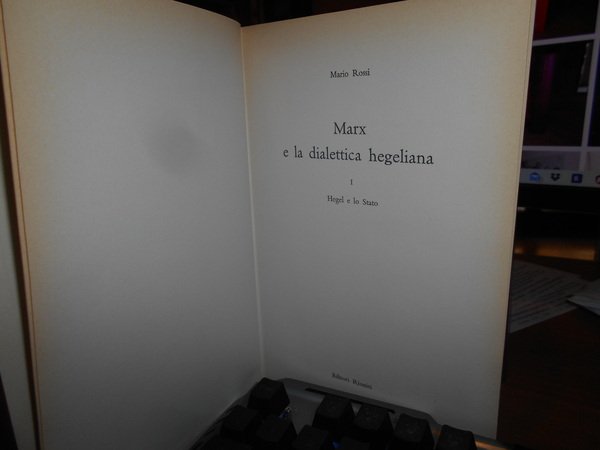 Mario Rossi
Marx
e la dialettica hegeliana
I
Hegel e lo Stato
Editori Riuniti